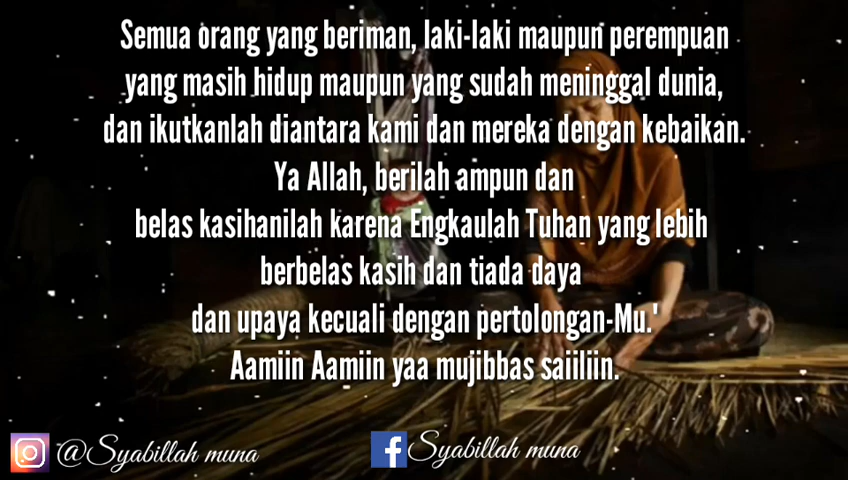 Semua orang yang beriman, laki-laki maupun perempuan
yang masih hidup maupun yang sudah meninggal dunia,
dan ikutkanlah diantara kami dan mereka dengan kebaikan.
Ya Allah, berilah ampun dan
belas kasihanilah karena Engkaulah Tuhan yang lebih
berbelas kasih dan tiada daya
dan upaya kecuali dengan pertolongan-Mu.'
Aamiin Aamiin yaa mujibbas saiiliin.
@Syabillah muna
Syabillah muna